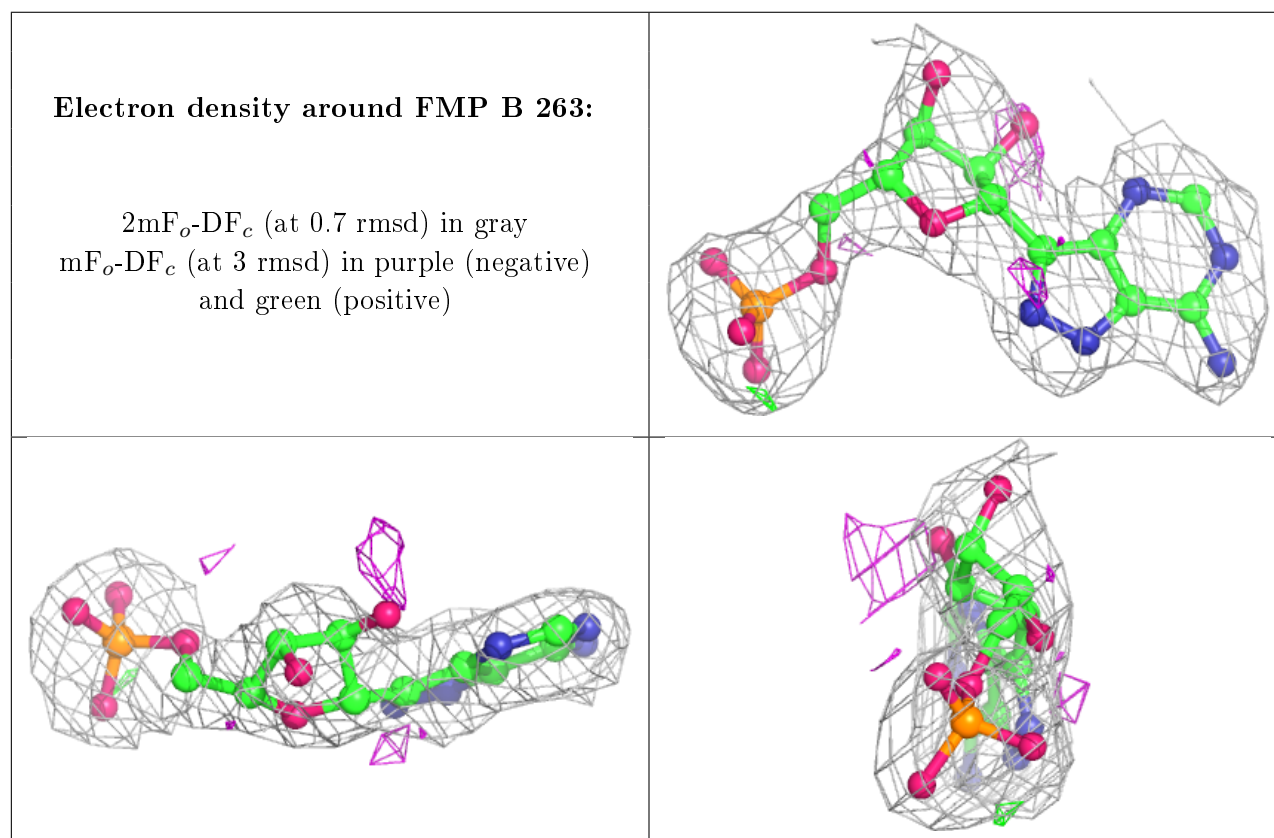 Electron density around FMP B 263:
2mFo-DFc (at 0.7 rmsd) in gray
mFo-DFc (at 3 rmsd) in purple (negative)
and green (positive)